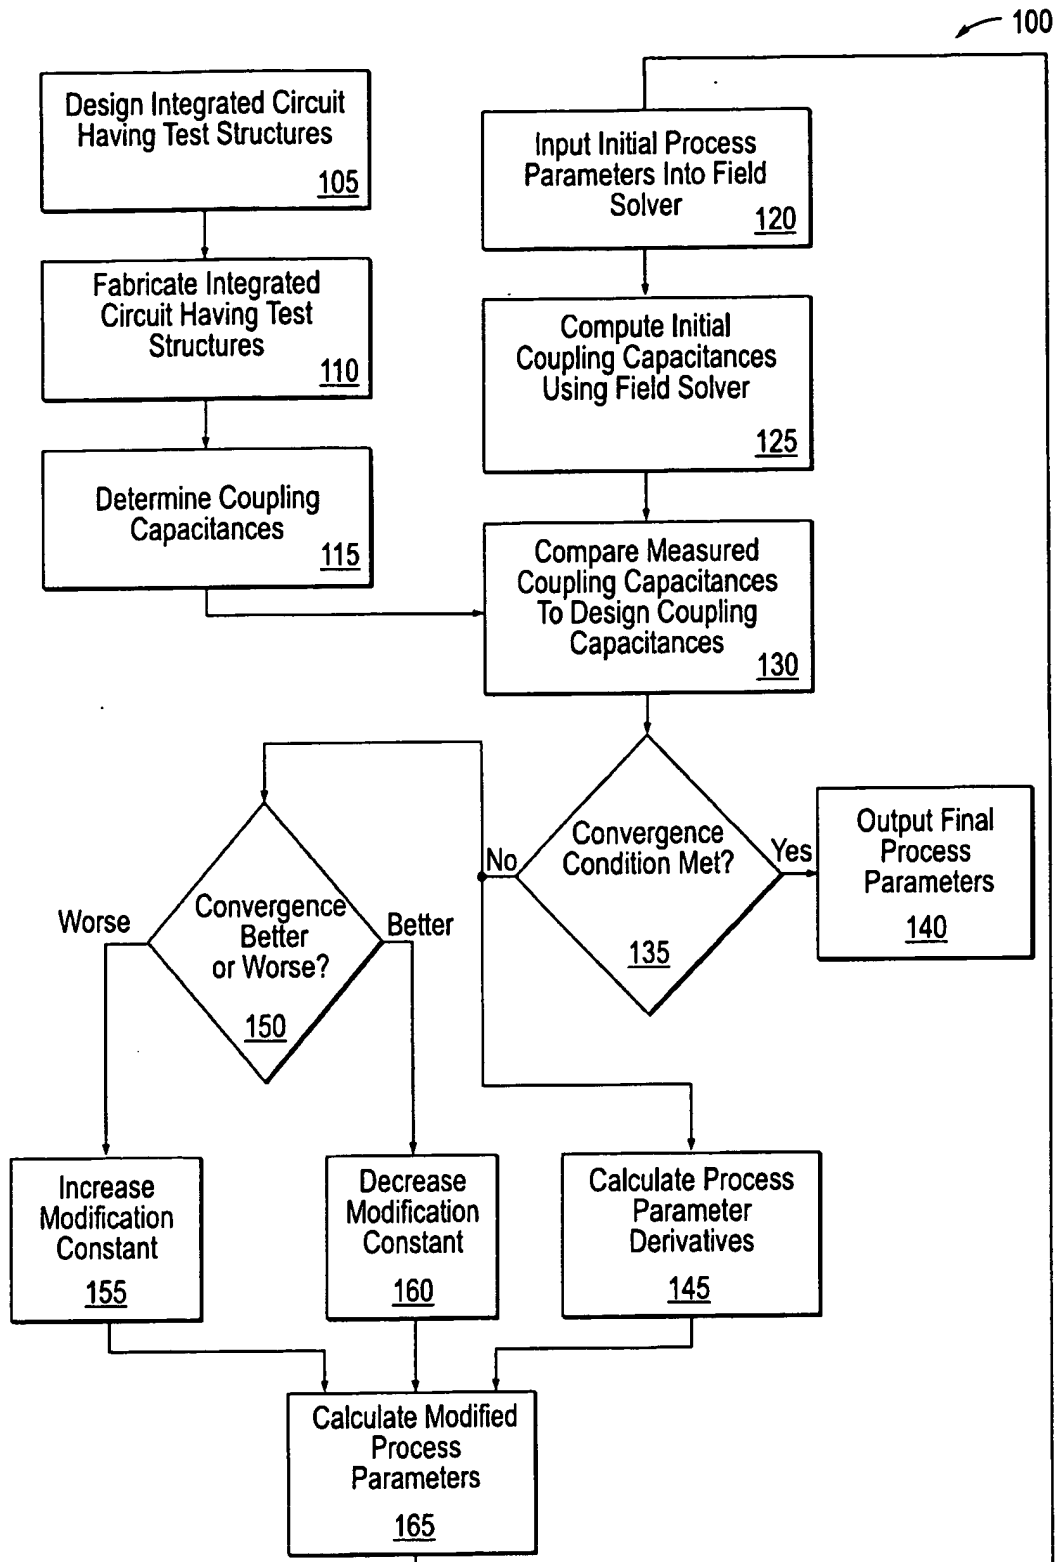 100
Design Integrated Circuit
Having Test Structures
105
Fabricate Integrated
Circuit Having Test
Structures
110
Determine Coupling
Capacitances
115
Input Initial Process
Parameters Into Field
Solver
120
Compute Initial
Coupling Capacitances
Using Field Solver
125
Compare Measured
Coupling Capacitances
To Design Coupling
Capacitances
130
Convergence
Condition Met?
135
No
Yes
Output Final
Process
Parameters
140
Convergence
Better
or Worse?
150
Worse
Better
Increase
Modification
Constant
155
Decrease
Modification
Constant
160
Calculate Process
Parameter
Derivatives
145
Calculate Modified
Process
Parameters
165